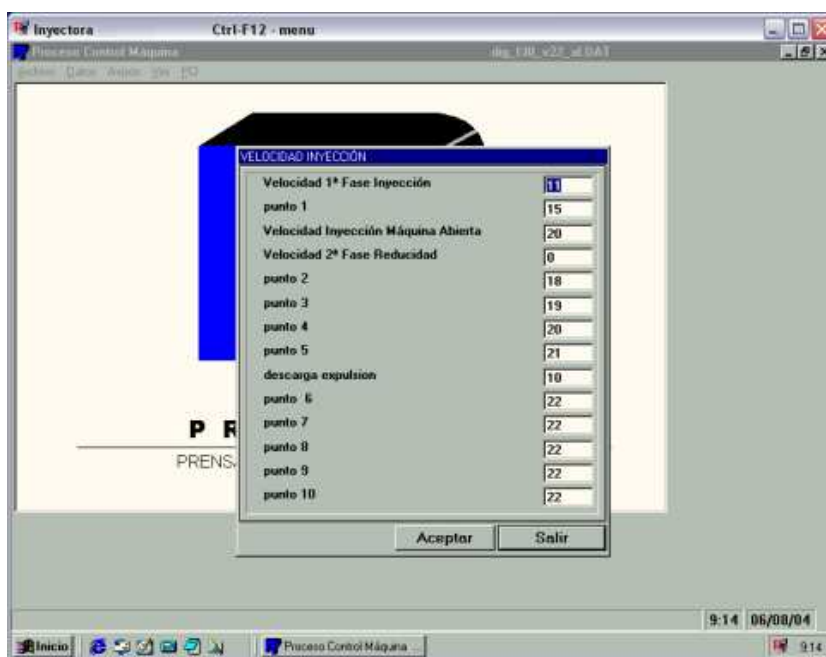 Inyectora Ctrl-F12 - menu
Proceso Control Máquina
Datos
VELOCIDAD INYECCIÓN
Velocidad 1ª Fase Inyección 11
punto 1 15
Velocidad Inyección Máquina Abierta 20
Velocidad 2ª Fase Reducidad 0
punto 2 18
punto 3 19
punto 4 20
punto 5 21
descarga expulsion 10
punto 6 22
punto 7 22
punto 8 22
punto 9 22
punto 10 22
P R
PRENSA
Aceptar Salir
9:14 06/08/04
Inicio Proceso Control Máquina ... 9:14